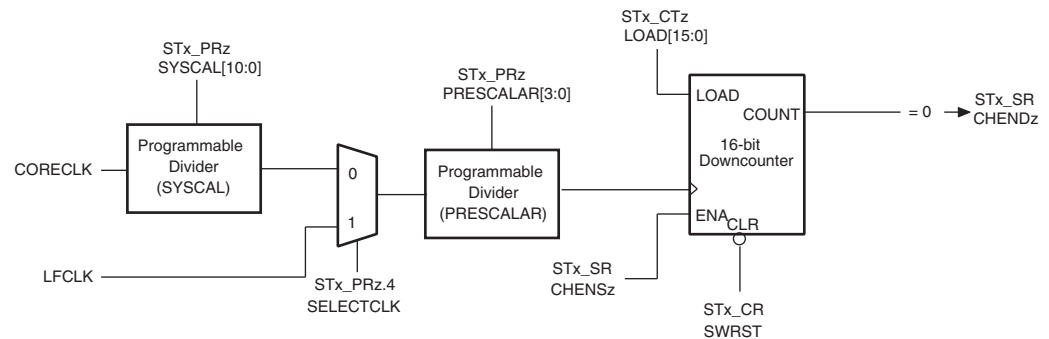 STx_PRz
SYSCAL[10:0]
STx_PRz
PRESCALAR[3:0]
STx_CTz
LOAD[15:0]
CORECLK
Programmable
Divider
(SYSCAL)
0
1
Programmable
Divider
(PRESCALAR)
LOAD
COUNT
16-bit
Downcounter
ENA
CLR
= 0
STx_SR
CHENDz
LFCLK
STx_PRz.4
SELECTCLK
STx_SR
CHENSz
STx_CR
SWRST